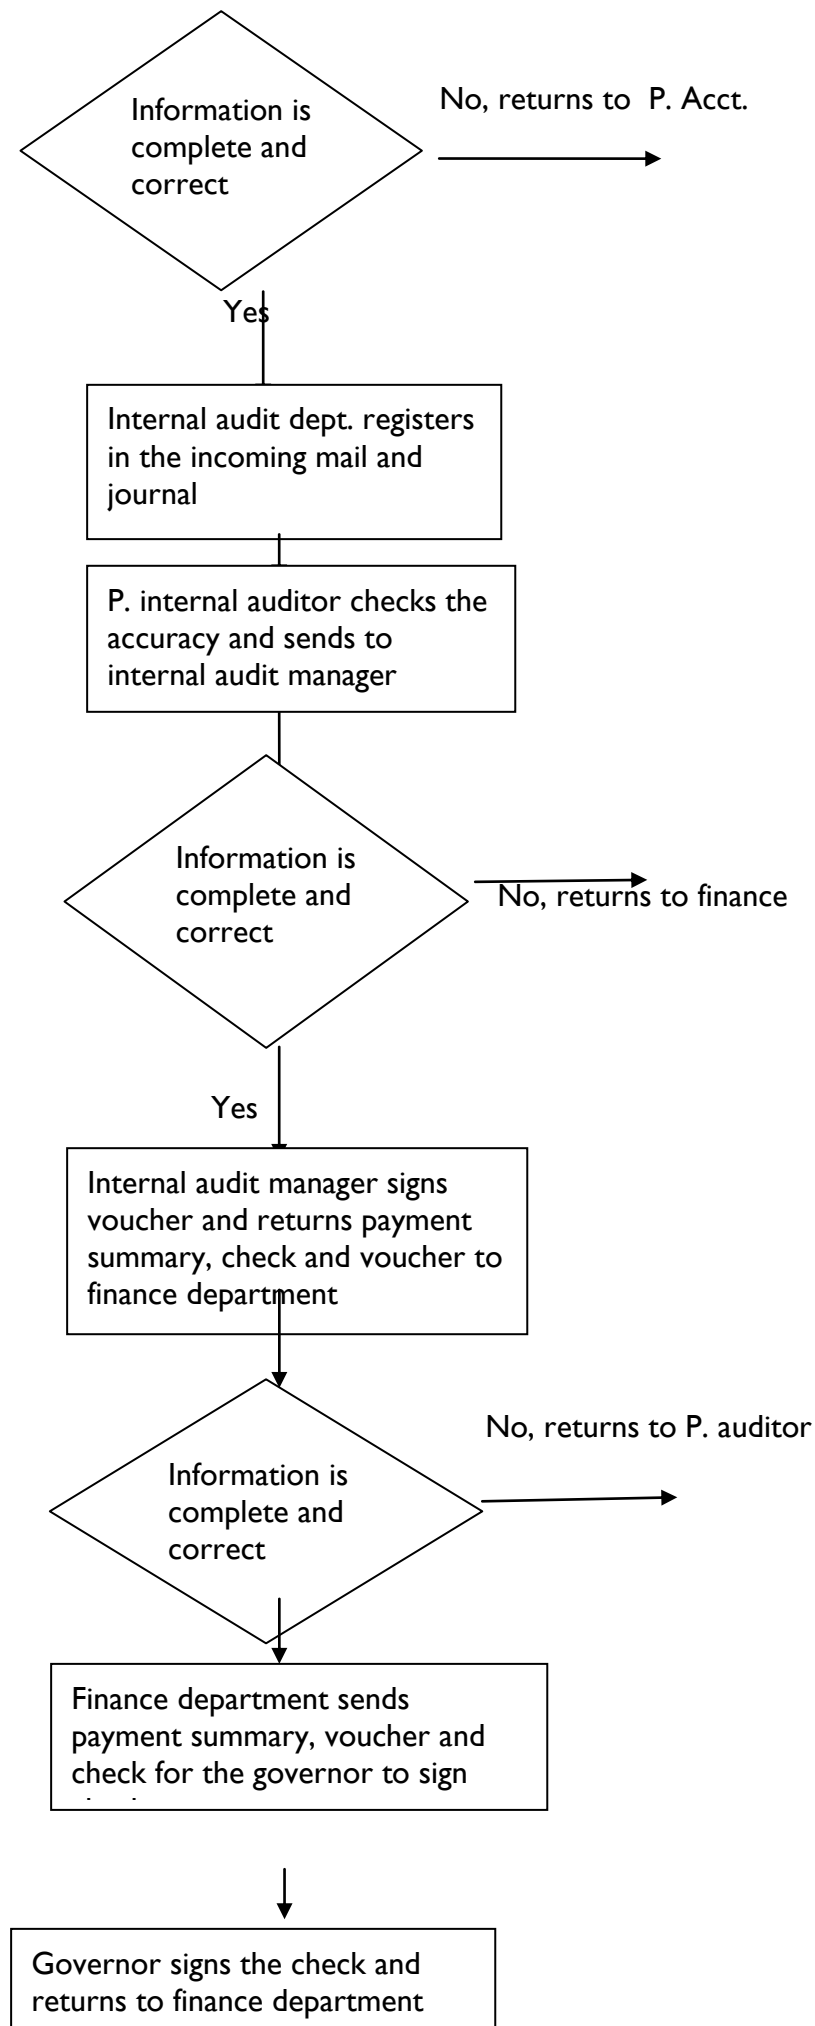 Information is
complete and
correct
No, returns to P. Acct.
Yes
Internal audit dept. registers
in the incoming mail and
journal
P. internal auditor checks the
accuracy and sends to
internal audit manager
Information is
complete and
correct
No, returns to finance
Yes
Internal audit manager signs
voucher and returns payment
summary, check and voucher to
finance department
No, returns to P. auditor
Information is
complete and
correct
Finance department sends
payment summary, voucher and
check for the governor to sign
Governor signs the check and
returns to finance department